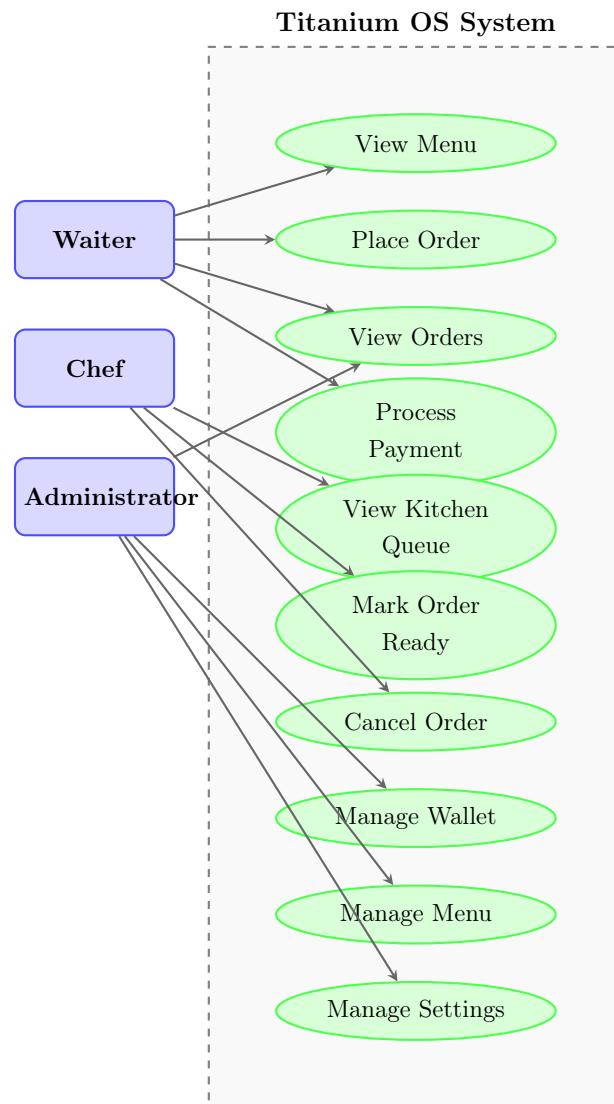 Titanium OS System
View Menu
Waiter
Place Order
View Orders
Chef
Process
Payment
Administrator
View Kitchen
Queue
Mark Order
Ready
Cancel Order
Manage Wallet
Manage Menu
Manage Settings